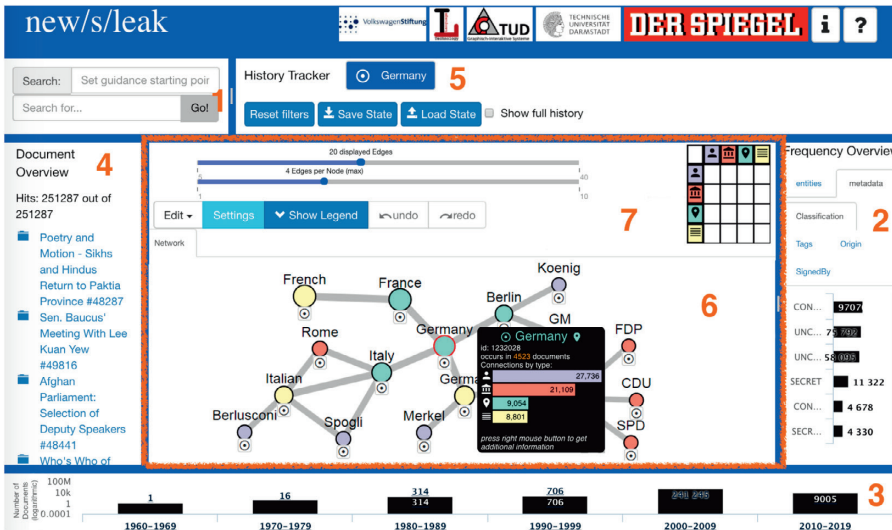 new/s/leak
VolkswagenStiftung
TUD
TECHNISCHE
UNIVERSITÄT
DARMSTADT
DER SPIEGEL
i
?
Search:
Set guidance starting poir
Search for...
Go!
1
History Tracker
Germany
5
Reset filters
Save State
Load State
Show full history
Document
Overview
4
Hits: 251287 out of
251287
Poetry and
Motion - Sikhs
and Hindus
Return to Paktia
Province #48287
Sen. Baucus'
Meeting With Lee
Kuan Yew
#49816
Afghan
Parliament:
Selection of
Deputy Speakers
#48441
Who's Who of
20 displayed Edges
5
40
4 Edges per Node (max)
1
10
Edit
Settings
Show Legend
undo
redo
7
Network
French
France
Koenig
Berlin
GM
FDP
Rome
Germany
Italy
Italian
Germa
CDU
Berlusconi
Spogli
Merkel
SPD
6
Germany
id: 1232028
occurs in 4523 documents
Connections by type:
27,736
21,109
9,054
8,801
press right mouse button to get
additional information
Frequency Overview
entities
metadata
Classification
2
Tags
Origin
SignedBy
CON...
9707
UNC...
75 792
UNC...
58 095
SECRET
11 322
CON...
4 678
SECR...
4 330
Number of
Documents
(logarithmic)
100M
10k
1
0.0001
1
16
314
314
706
706
9005
3
1960-1969
1970-1979
1980-1989
1990-1999
2000-2009
2010-2019